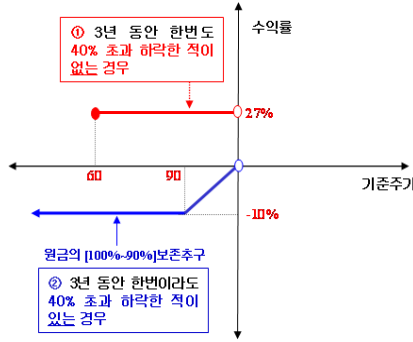 수익률
① 3년 동안 한번도
40% 초과 하락한 적이
없는 경우
27%
60
90
기준주가
-10%
원금의 [100%~90%]보존추구
② 3년 동안 한번이라도
40% 초과 하락한 적이
있는 경우